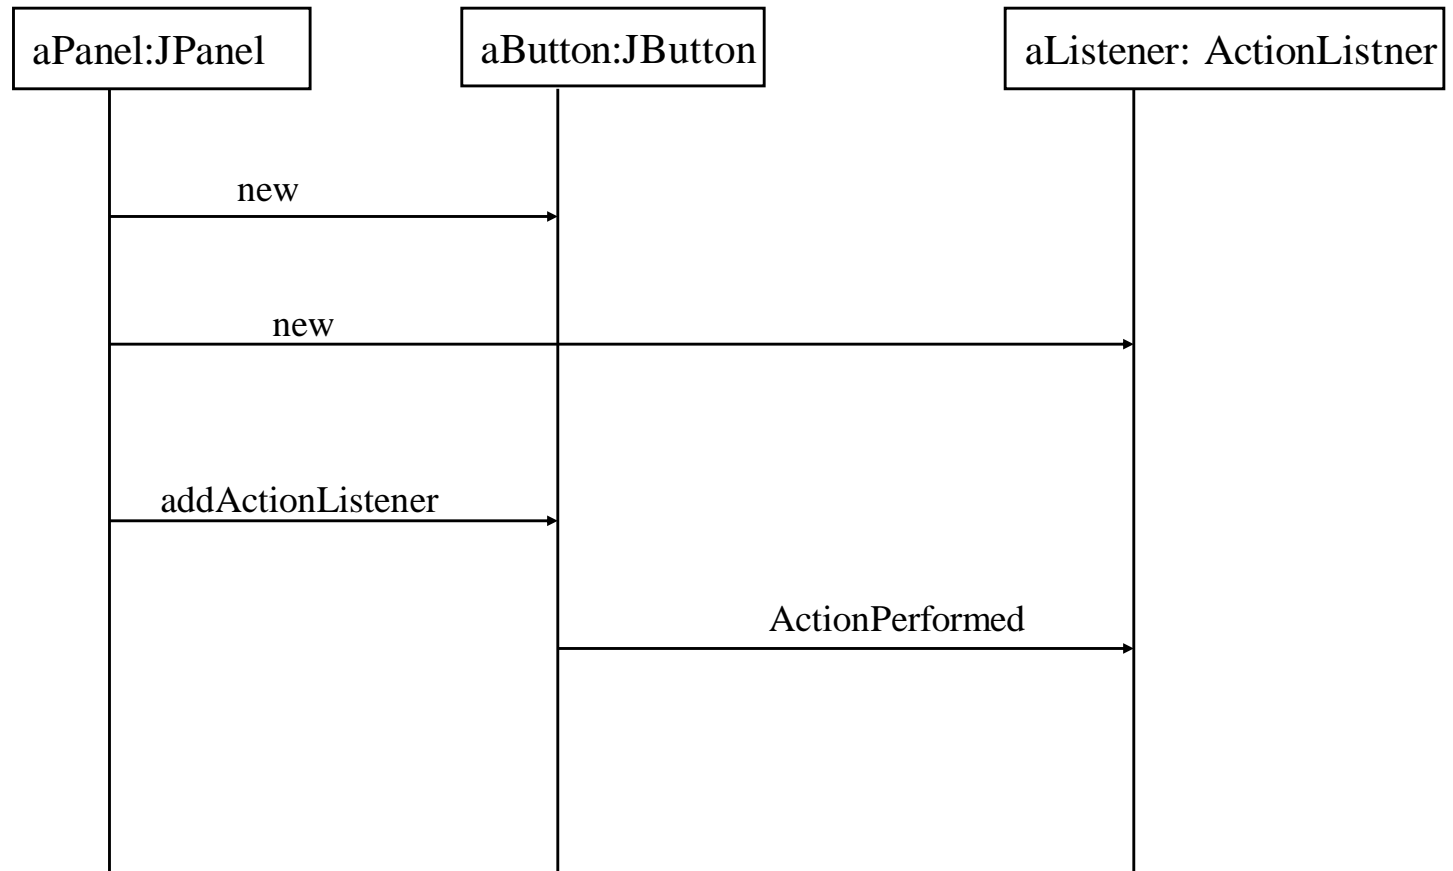 aPanel:JPanel
aButton:JButton
aListener: ActionListner
new
new
addActionListener
ActionPerformed